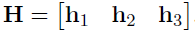 H = [h₁ h₂ h₃]